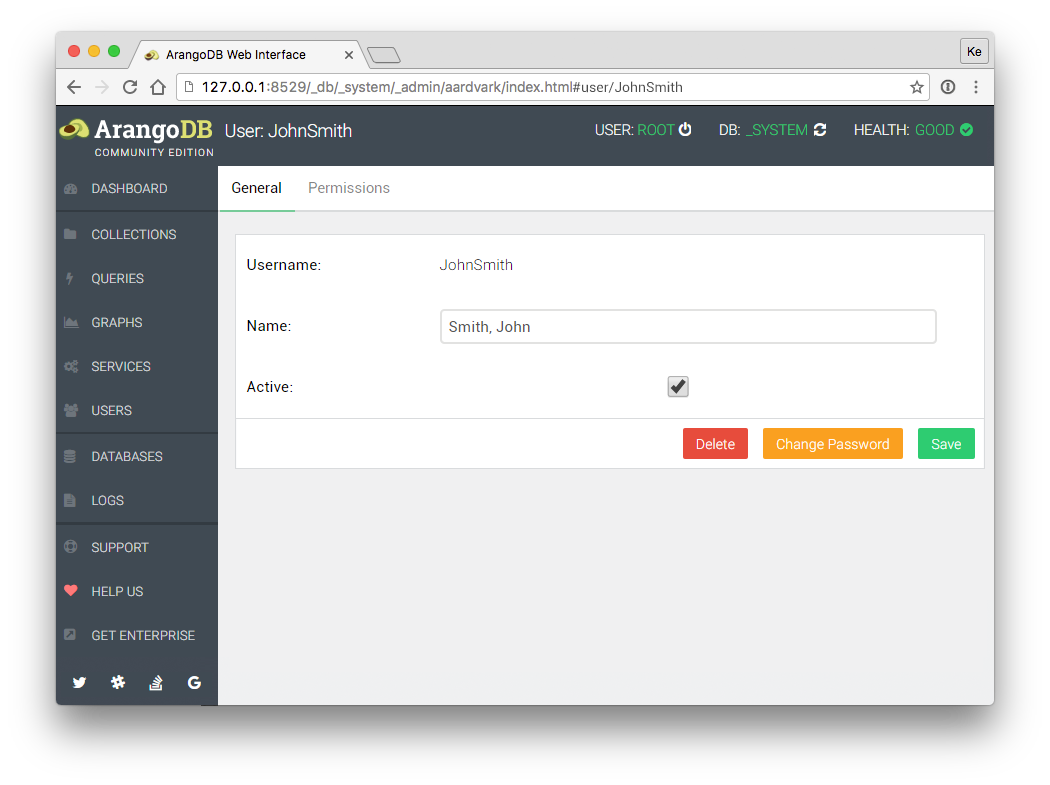 ArangoDB Web Interface
Ke
127.0.0.1:8529/_db/_system/_admin/aardvark/index.html#user/JohnSmith
ArangoDB
COMMUNITY EDITION
User: JohnSmith
USER: ROOT
DB: _SYSTEM
HEALTH: GOOD
DASHBOARD
COLLECTIONS
QUERIES
GRAPHS
SERVICES
USERS
DATABASES
LOGS
SUPPORT
HELP US
GET ENTERPRISE
General
Permissions
Username: JohnSmith
Name: Smith, John
Active:
Delete
Change Password
Save